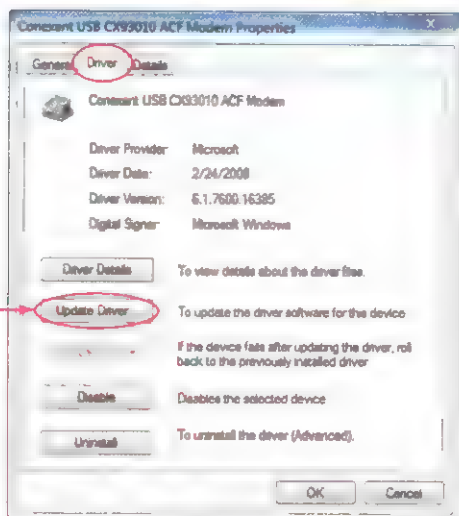 Conexant USB CX93010 ACF Modem Properties
General Driver Details
Conexant USB CX93010 ACF Modem
Driver Provider: Microsoft
Driver Date: 2/24/2008
Driver Version: 6.1.7600.16385
Digital Signer: Microsoft Windows
Driver Details To view details about the driver files.
Update Driver To update the driver software for this device
If the device fails after updating the driver, roll
back to the previously installed driver
Disable Disables the selected device
Uninstall To uninstall the driver (Advanced).
OK Cancel